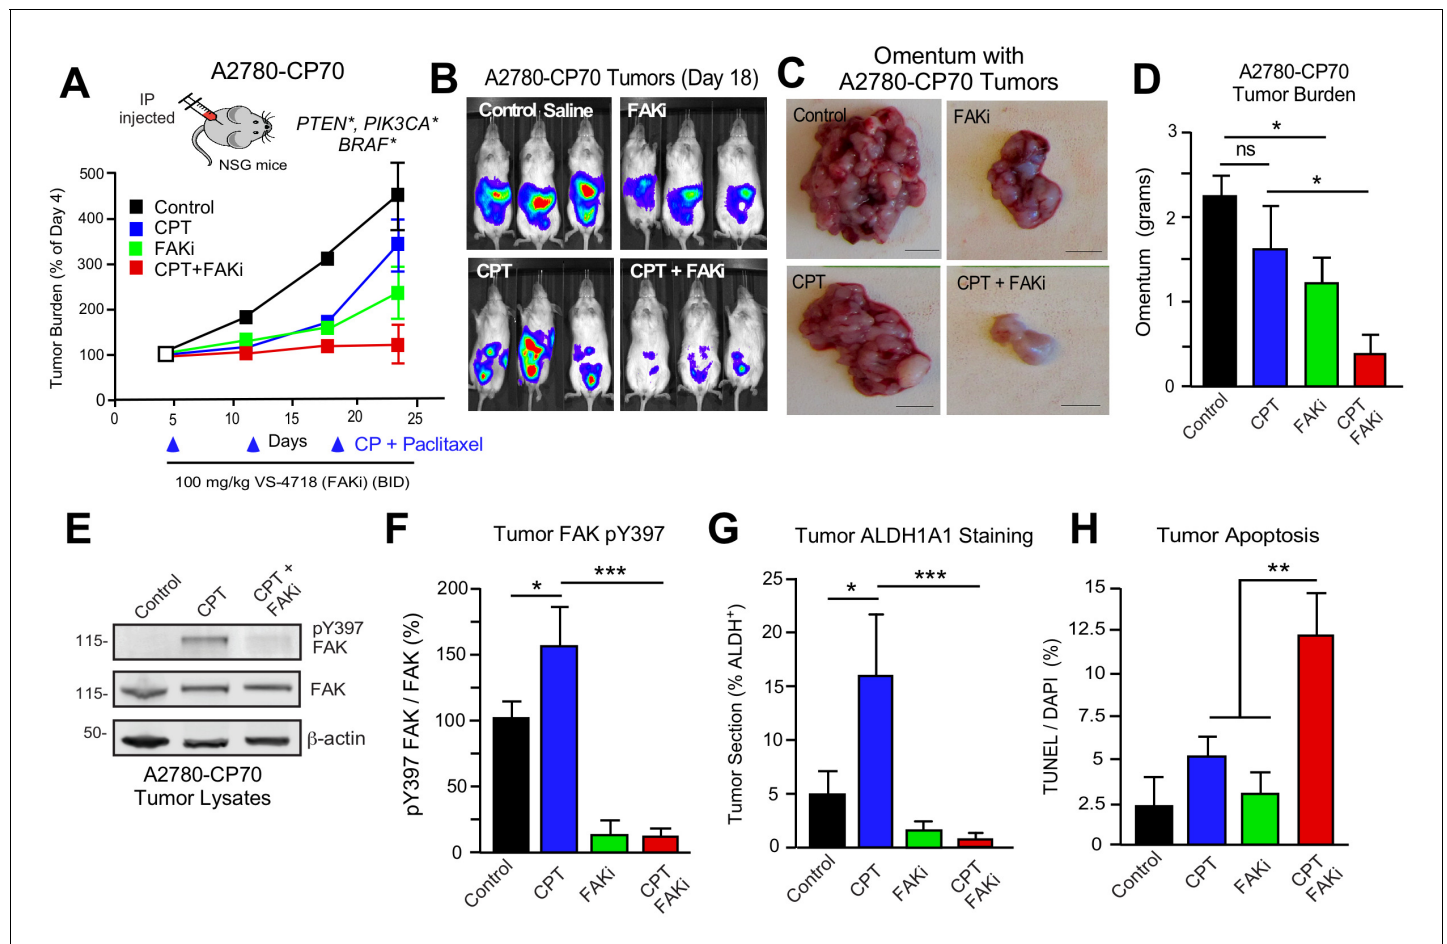 A
A2780-CP70
IP
injected
NSG mice
PTEN*, PIK3CA*
BRAF*
Tumor Burden (% of Day 4)
500
400
300
200
100
0
Control
CPT
FAKi
CPT+FAKi
0
5
10
15
20
25
Days
CP + Paclitaxel
100 mg/kg VS-4718 (FAKi) (BID)
B
A2780-CP70 Tumors (Day 18)
Control Saline
FAKi
CPT
CPT + FAKi
C
Omentum with
A2780-CP70 Tumors
Control
FAKi
CPT
CPT + FAKi
D
A2780-CP70
Tumor Burden
Omentum (grams)
3
2
1
0
*
ns
*
Control
CPT
FAKi
CPT
FAKi
E
Control
CPT
CPT +
FAKi
115-
pY397
FAK
115-
FAK
50-
β-actin
A2780-CP70
Tumor Lysates
F
Tumor FAK pY397
pY397 FAK / FAK (%)
200
150
100
50
0
*
***
Control
CPT
FAKi
CPT
FAKi
G
Tumor ALDH1A1 Staining
Tumor Section (% ALDH⁺)
25
20
15
10
5
0
*
***
Control
CPT
FAKi
CPT
FAKi
H
Tumor Apoptosis
TUNEL / DAPI (%)
15
12.5
10
7.5
5
2.5
0
**
Control
CPT
FAKi
CPT
FAKi